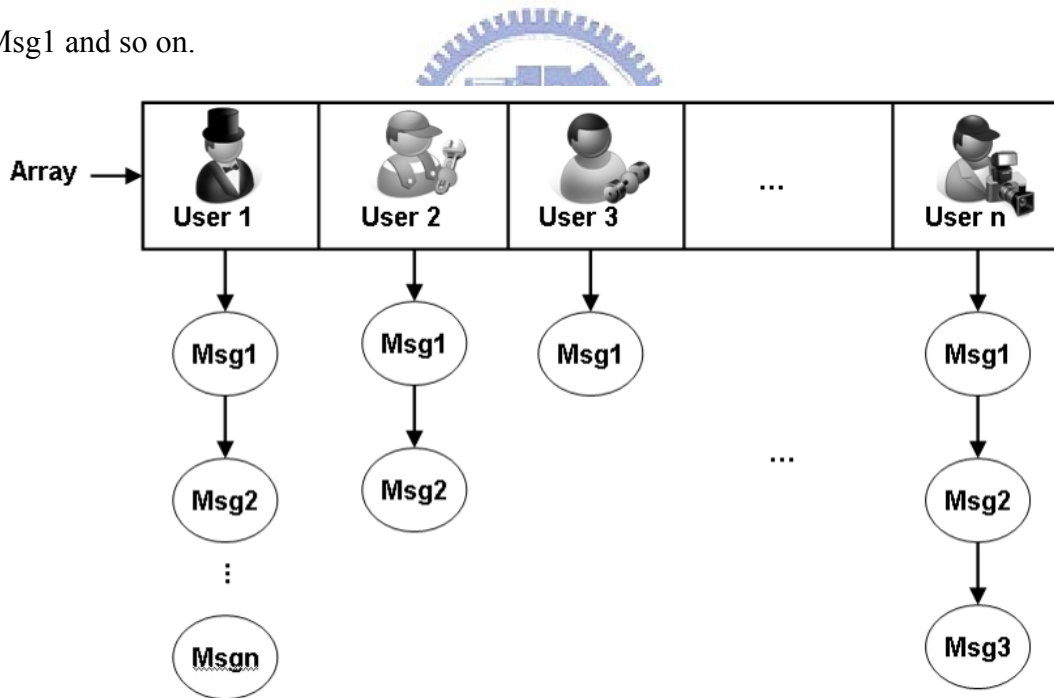 Msg1 and so on.
Array
User 1 User 2 User 3 ... User n
Msg1 Msg1 Msg1 Msg1
Msg2 Msg2 ... Msg2
⋮
Msgn Msg3